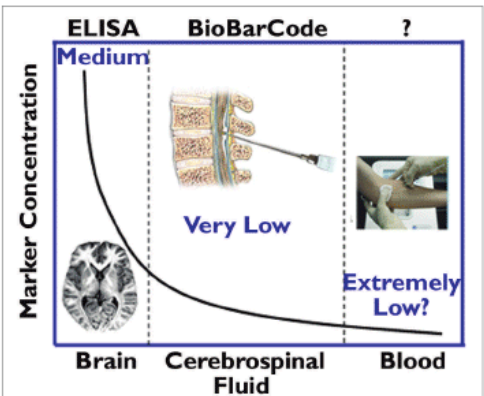 ELISA BioBarCode ?
Medium
Marker Concentration
Very Low
Extremely
Low?
Brain Cerebrospinal Blood
Fluid